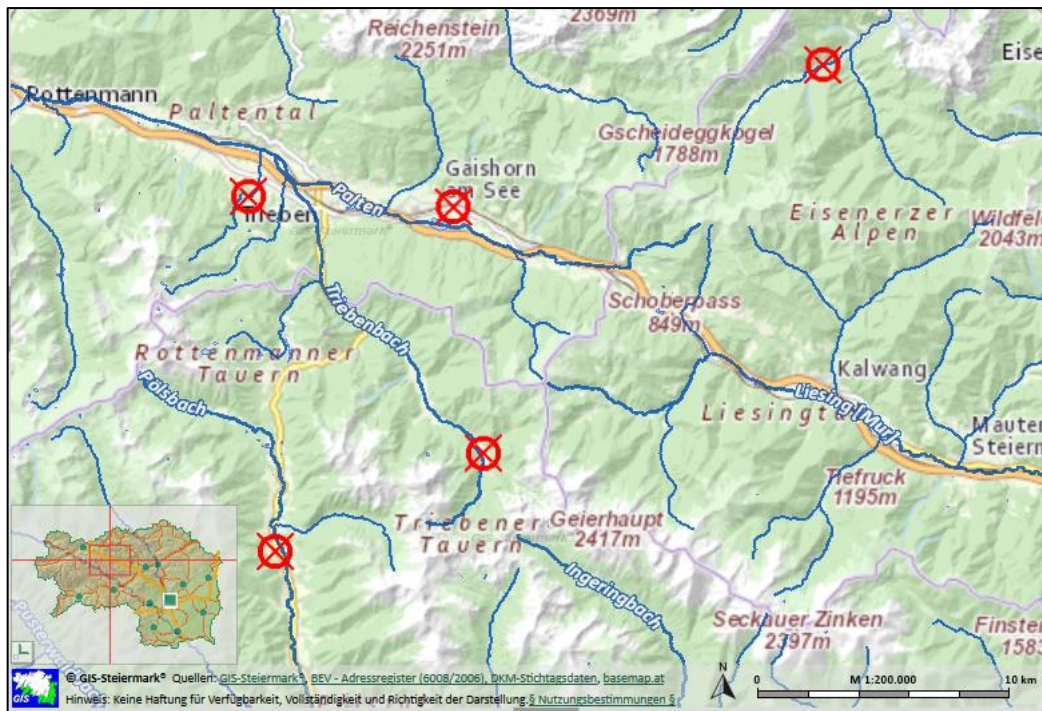 Reichenstein
2251m
2369m
Eise
Rottenmann
Paltental
Gscheideggkogel
1788m
Gaishorn
am See
Palten
Trieben
Eisenerzer
Alpen
Wildfel
2043m
Triebenbach
Schoberpass
849m
Rottenmanner
Tauern
Pölsbach
Kalwang
Liesingta
Liesing (Mur)
Mauter
Steierm
Tiefruck
1195m
Triebener
Tauern
Geierhaupt
2417m
Ingeringbach
Seckauer Zinken
2397m
Finster
1583
N
M 1:200.000
0
10 km
GIS
© GIS-Steiermark® Quellen: GIS-Steiermark®, BEV - Adressregister (6008/2006), DKM-Stichtagsdaten, basemap.at
Hinweis: Keine Haftung für Verfügbarkeit, Vollständigkeit und Richtigkeit der Darstellung.§ Nutzungsbestimmungen §